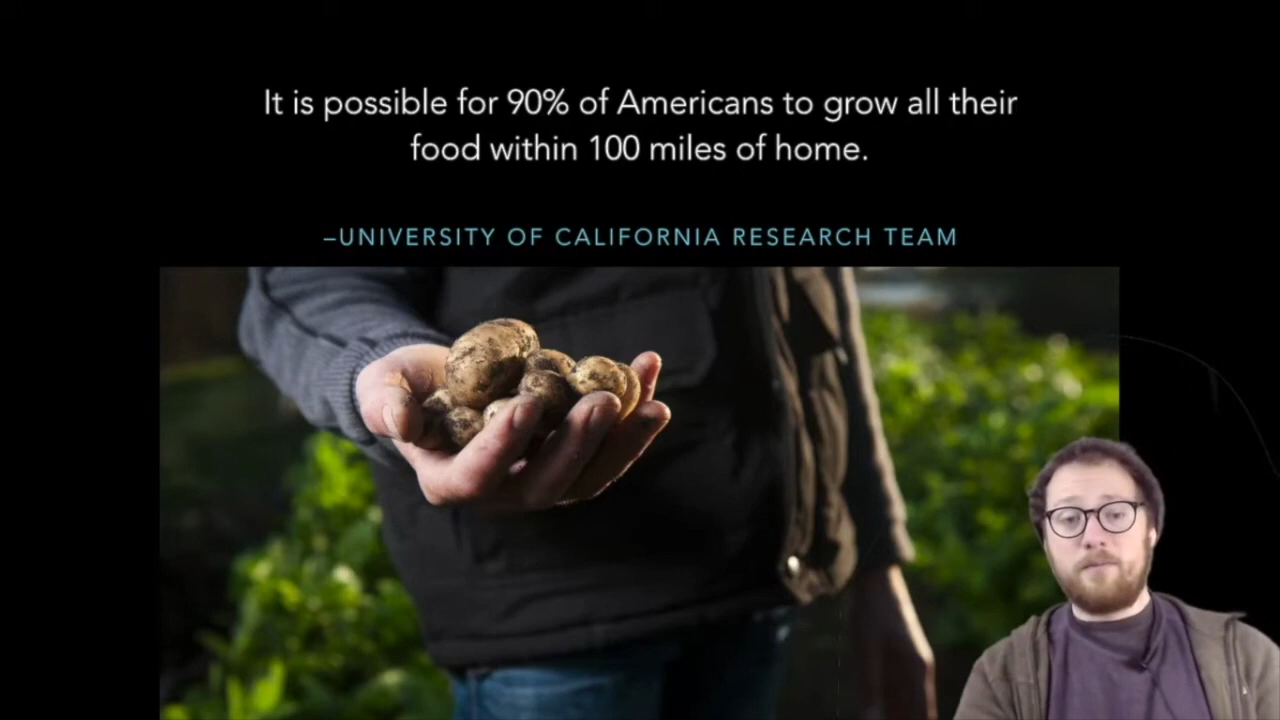 It is possible for 90% of Americans to grow all their
food within 100 miles of home.
–UNIVERSITY OF CALIFORNIA RESEARCH TEAM